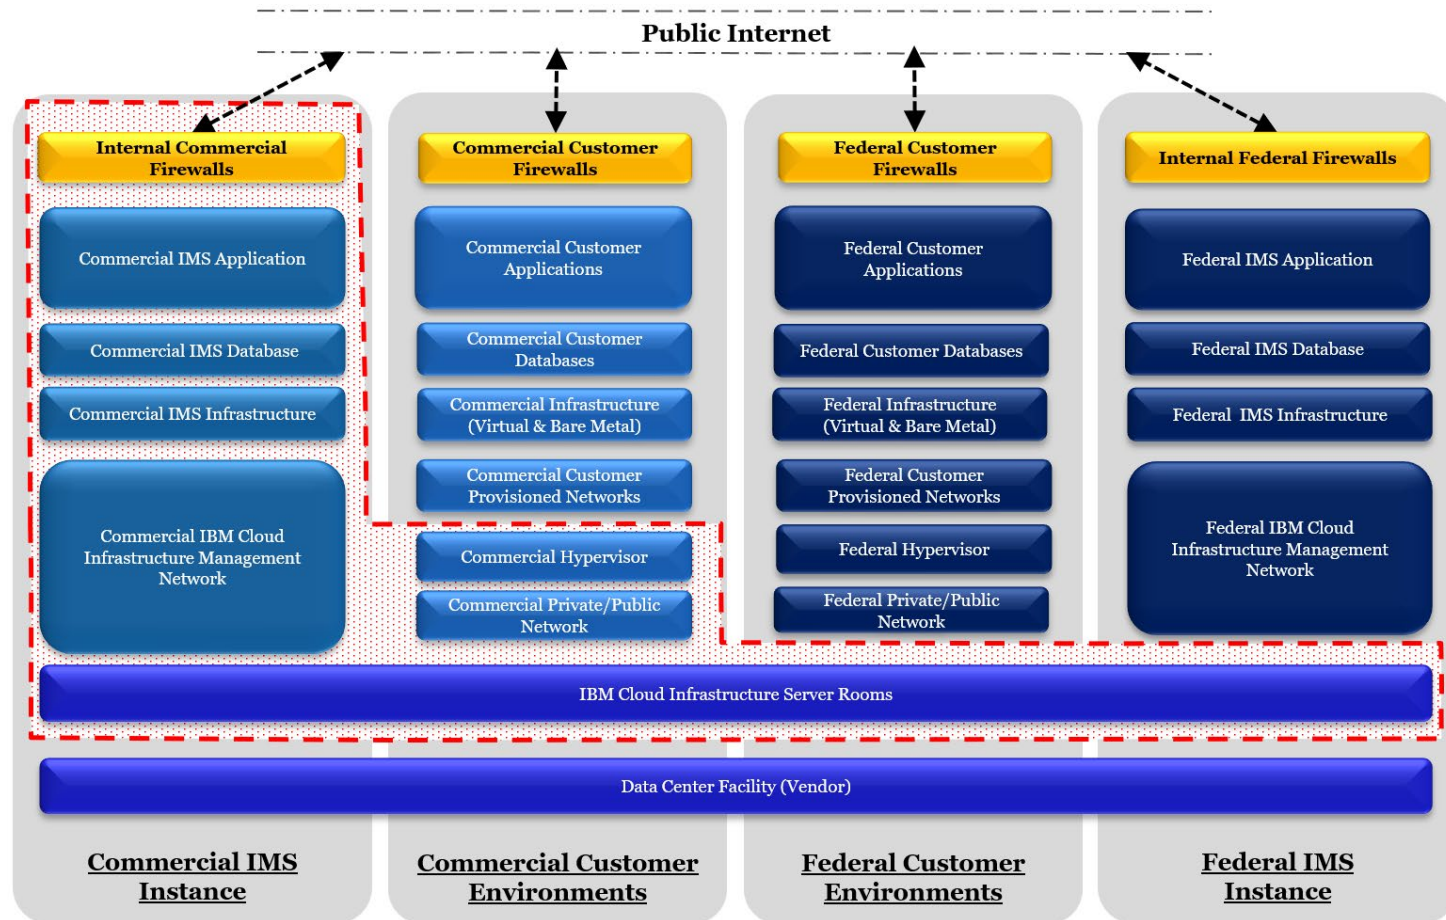 Public Internet
Internal Commercial
Firewalls
Commercial IMS Application
Commercial IMS Database
Commercial IMS Infrastructure
Commercial IBM Cloud
Infrastructure Management
Network
Commercial Customer
Firewalls
Commercial Customer
Applications
Commercial Customer
Databases
Commercial Infrastructure
(Virtual & Bare Metal)
Commercial Customer
Provisioned Networks
Commercial Hypervisor
Commercial Private/Public
Network
Federal Customer
Firewalls
Federal Customer
Applications
Federal Customer Databases
Federal Infrastructure
(Virtual & Bare Metal)
Federal Customer
Provisioned Networks
Federal Hypervisor
Federal Private/Public
Network
Internal Federal Firewalls
Federal IMS Application
Federal IMS Database
Federal IMS Infrastructure
Federal IBM Cloud
Infrastructure Management
Network
IBM Cloud Infrastructure Server Rooms
Data Center Facility (Vendor)
Commercial IMS
Instance
Commercial Customer
Environments
Federal Customer
Environments
Federal IMS
Instance